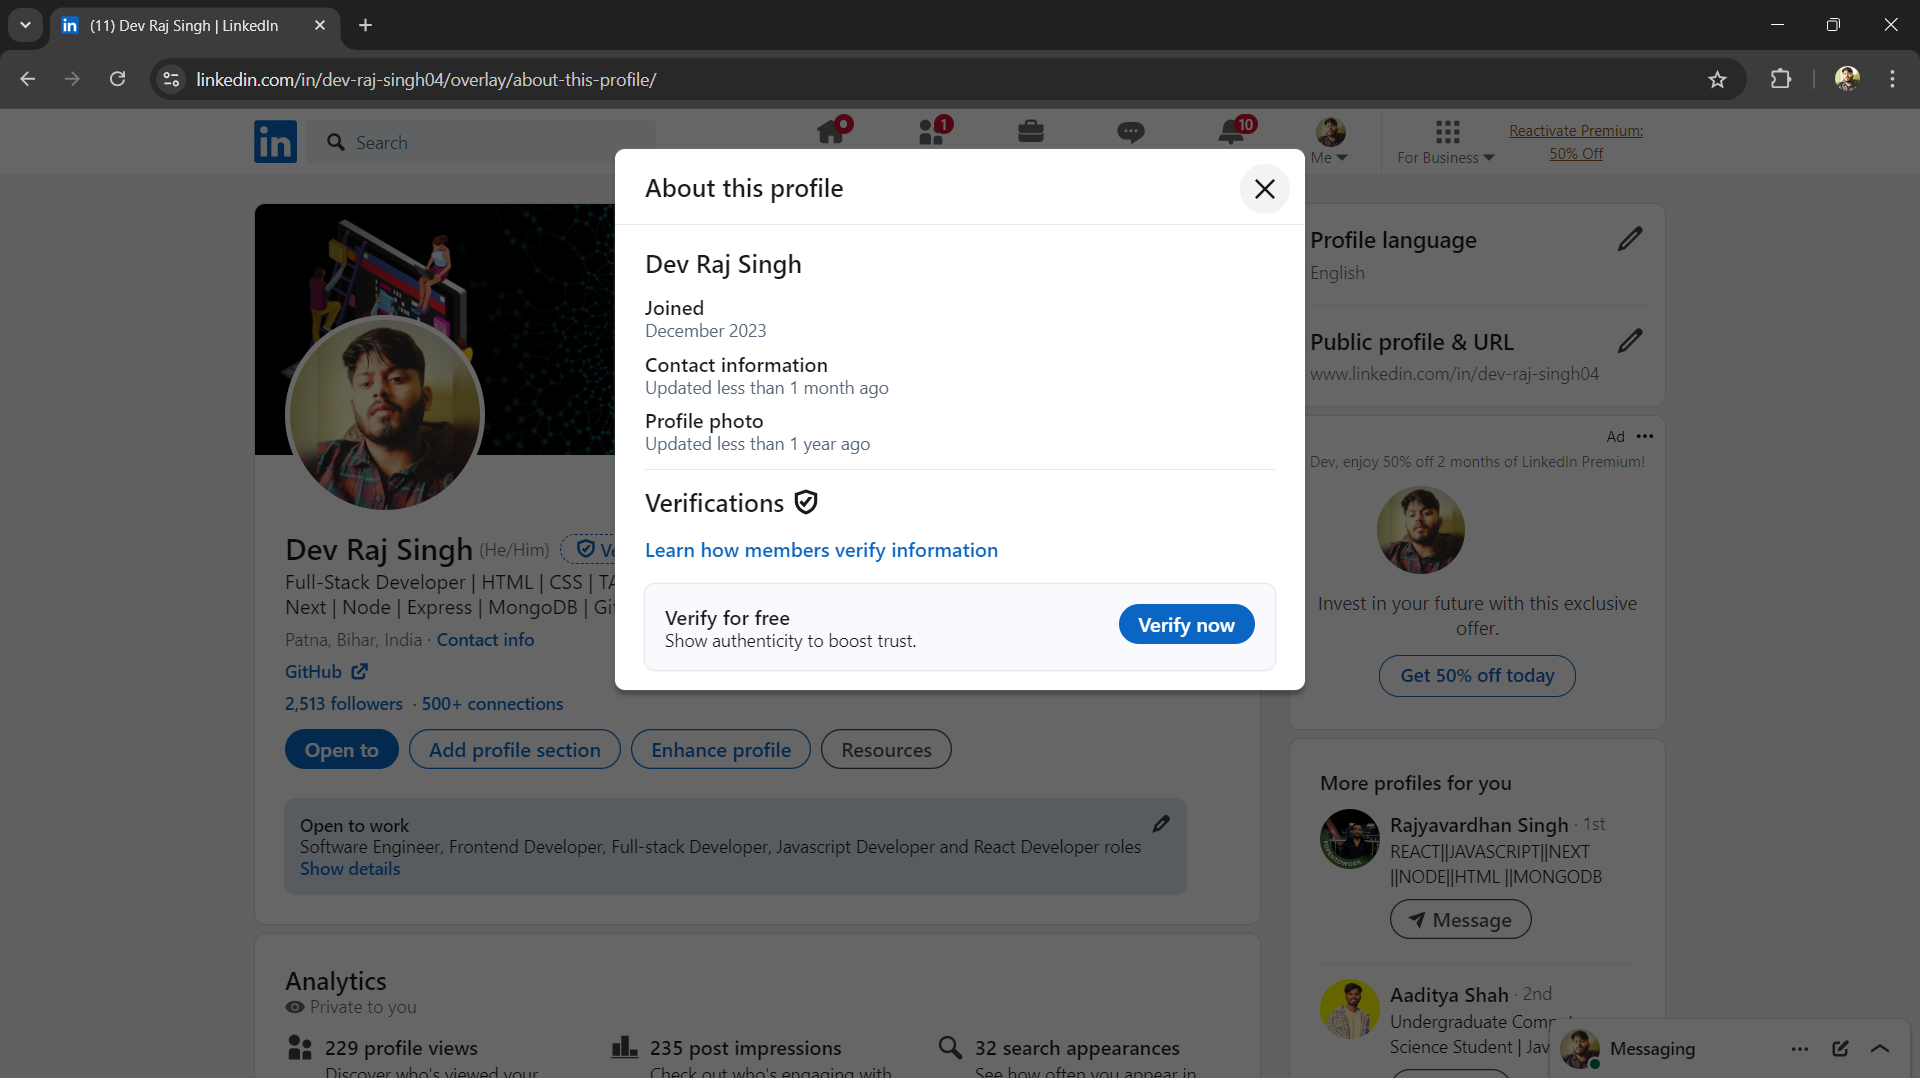 (11) Dev Raj Singh | LinkedIn
linkedin.com/in/dev-raj-singh04/overlay/about-this-profile/
in
Search
1
10
Me
For Business
Reactivate Premium:
50% Off
About this profile
Dev Raj Singh
Joined
December 2023
Contact information
Updated less than 1 month ago
Profile photo
Updated less than 1 year ago
Verifications
Learn how members verify information
Verify for free
Show authenticity to boost trust.
Verify now
Dev Raj Singh (He/Him)
Full-Stack Developer | HTML | CSS |
Next | Node | Express | MongoDB |
Patna, Bihar, India · Contact info
GitHub
2,513 followers · 500+ connections
Open to
Add profile section
Enhance profile
Resources
Open to work
Software Engineer, Frontend Developer, Full-stack Developer, Javascript Developer and React Developer roles
Show details
Analytics
Private to you
229 profile views
Discover who's viewed your
235 post impressions
Check out who's engaging with
32 search appearances
See how often you appear in
Profile language
English
Public profile & URL
www.linkedin.com/in/dev-raj-singh04
Ad
Dev, enjoy 50% off 2 months of LinkedIn Premium!
Invest in your future with this exclusive
offer.
Get 50% off today
More profiles for you
Rajyavardhan Singh · 1st
REACT||JAVASCRIPT||NEXT
||NODE||HTML ||MONGODB
Message
Aaditya Shah · 2nd
Undergraduate
Science Student |
Messaging